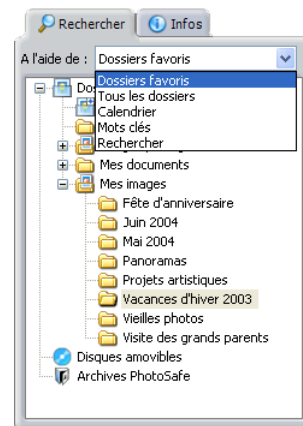 Rechercher
Infos
A l'aide de : Dossiers favoris
Dossiers favoris
Tous les dossiers
Calendrier
Mots clés
Rechercher
Mes documents
Mes images
Fête d'anniversaire
Juin 2004
Mai 2004
Panoramas
Projets artistiques
Vacances d'hiver 2003
Vieilles photos
Visite des grands parents
Disques amovibles
Archives PhotoSafe